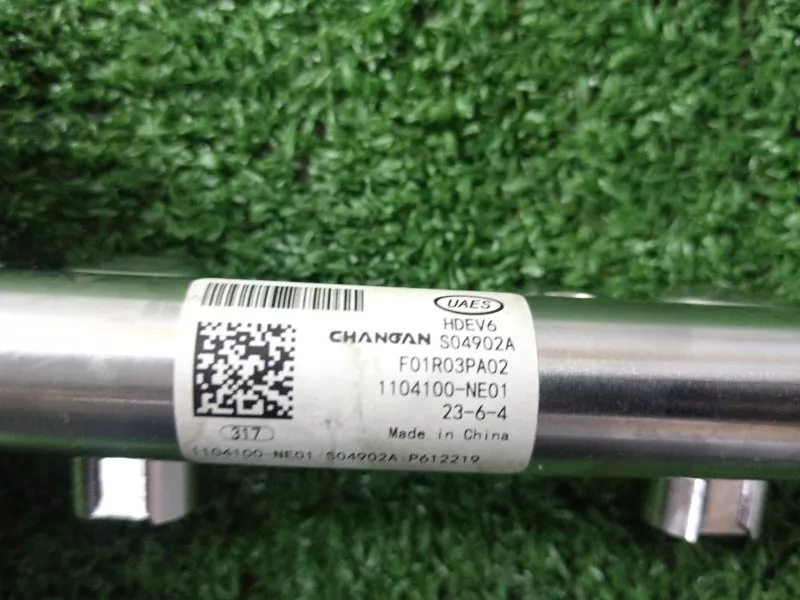 UAES
HDEV6
CHANGAN S04902A
F01R03PA02
1104100-NE01
23-6-4
317
Made in China
1104100-NE01:S04902A:P612219